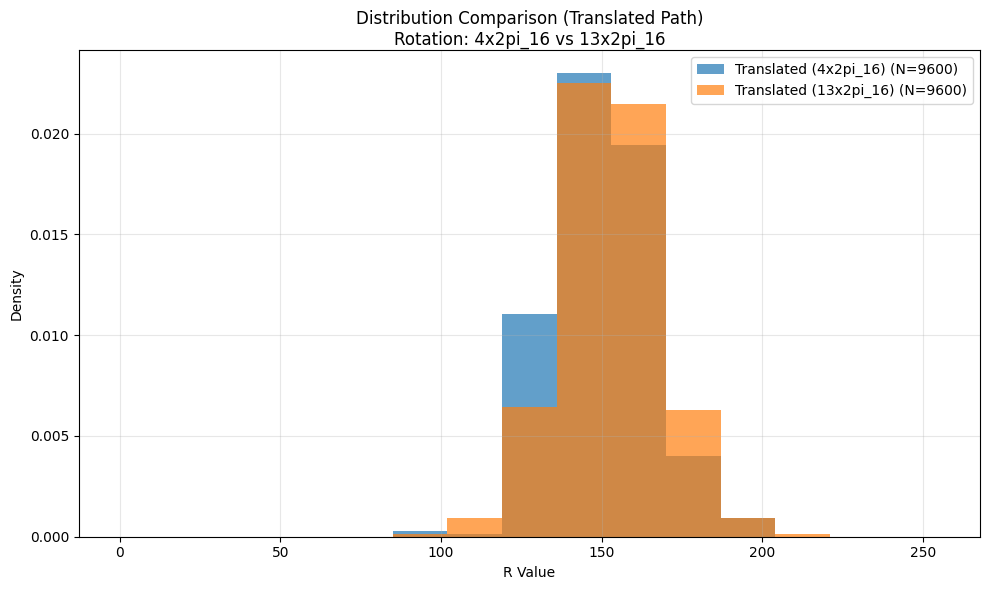 Distribution Comparison (Translated Path)
Rotation: 4x2pi_16 vs 13x2pi_16
Translated (4x2pi_16) (N=9600)
Translated (13x2pi_16) (N=9600)
Density
0.020
0.015
0.010
0.005
0.000
0 50 100 150 200 250
R Value